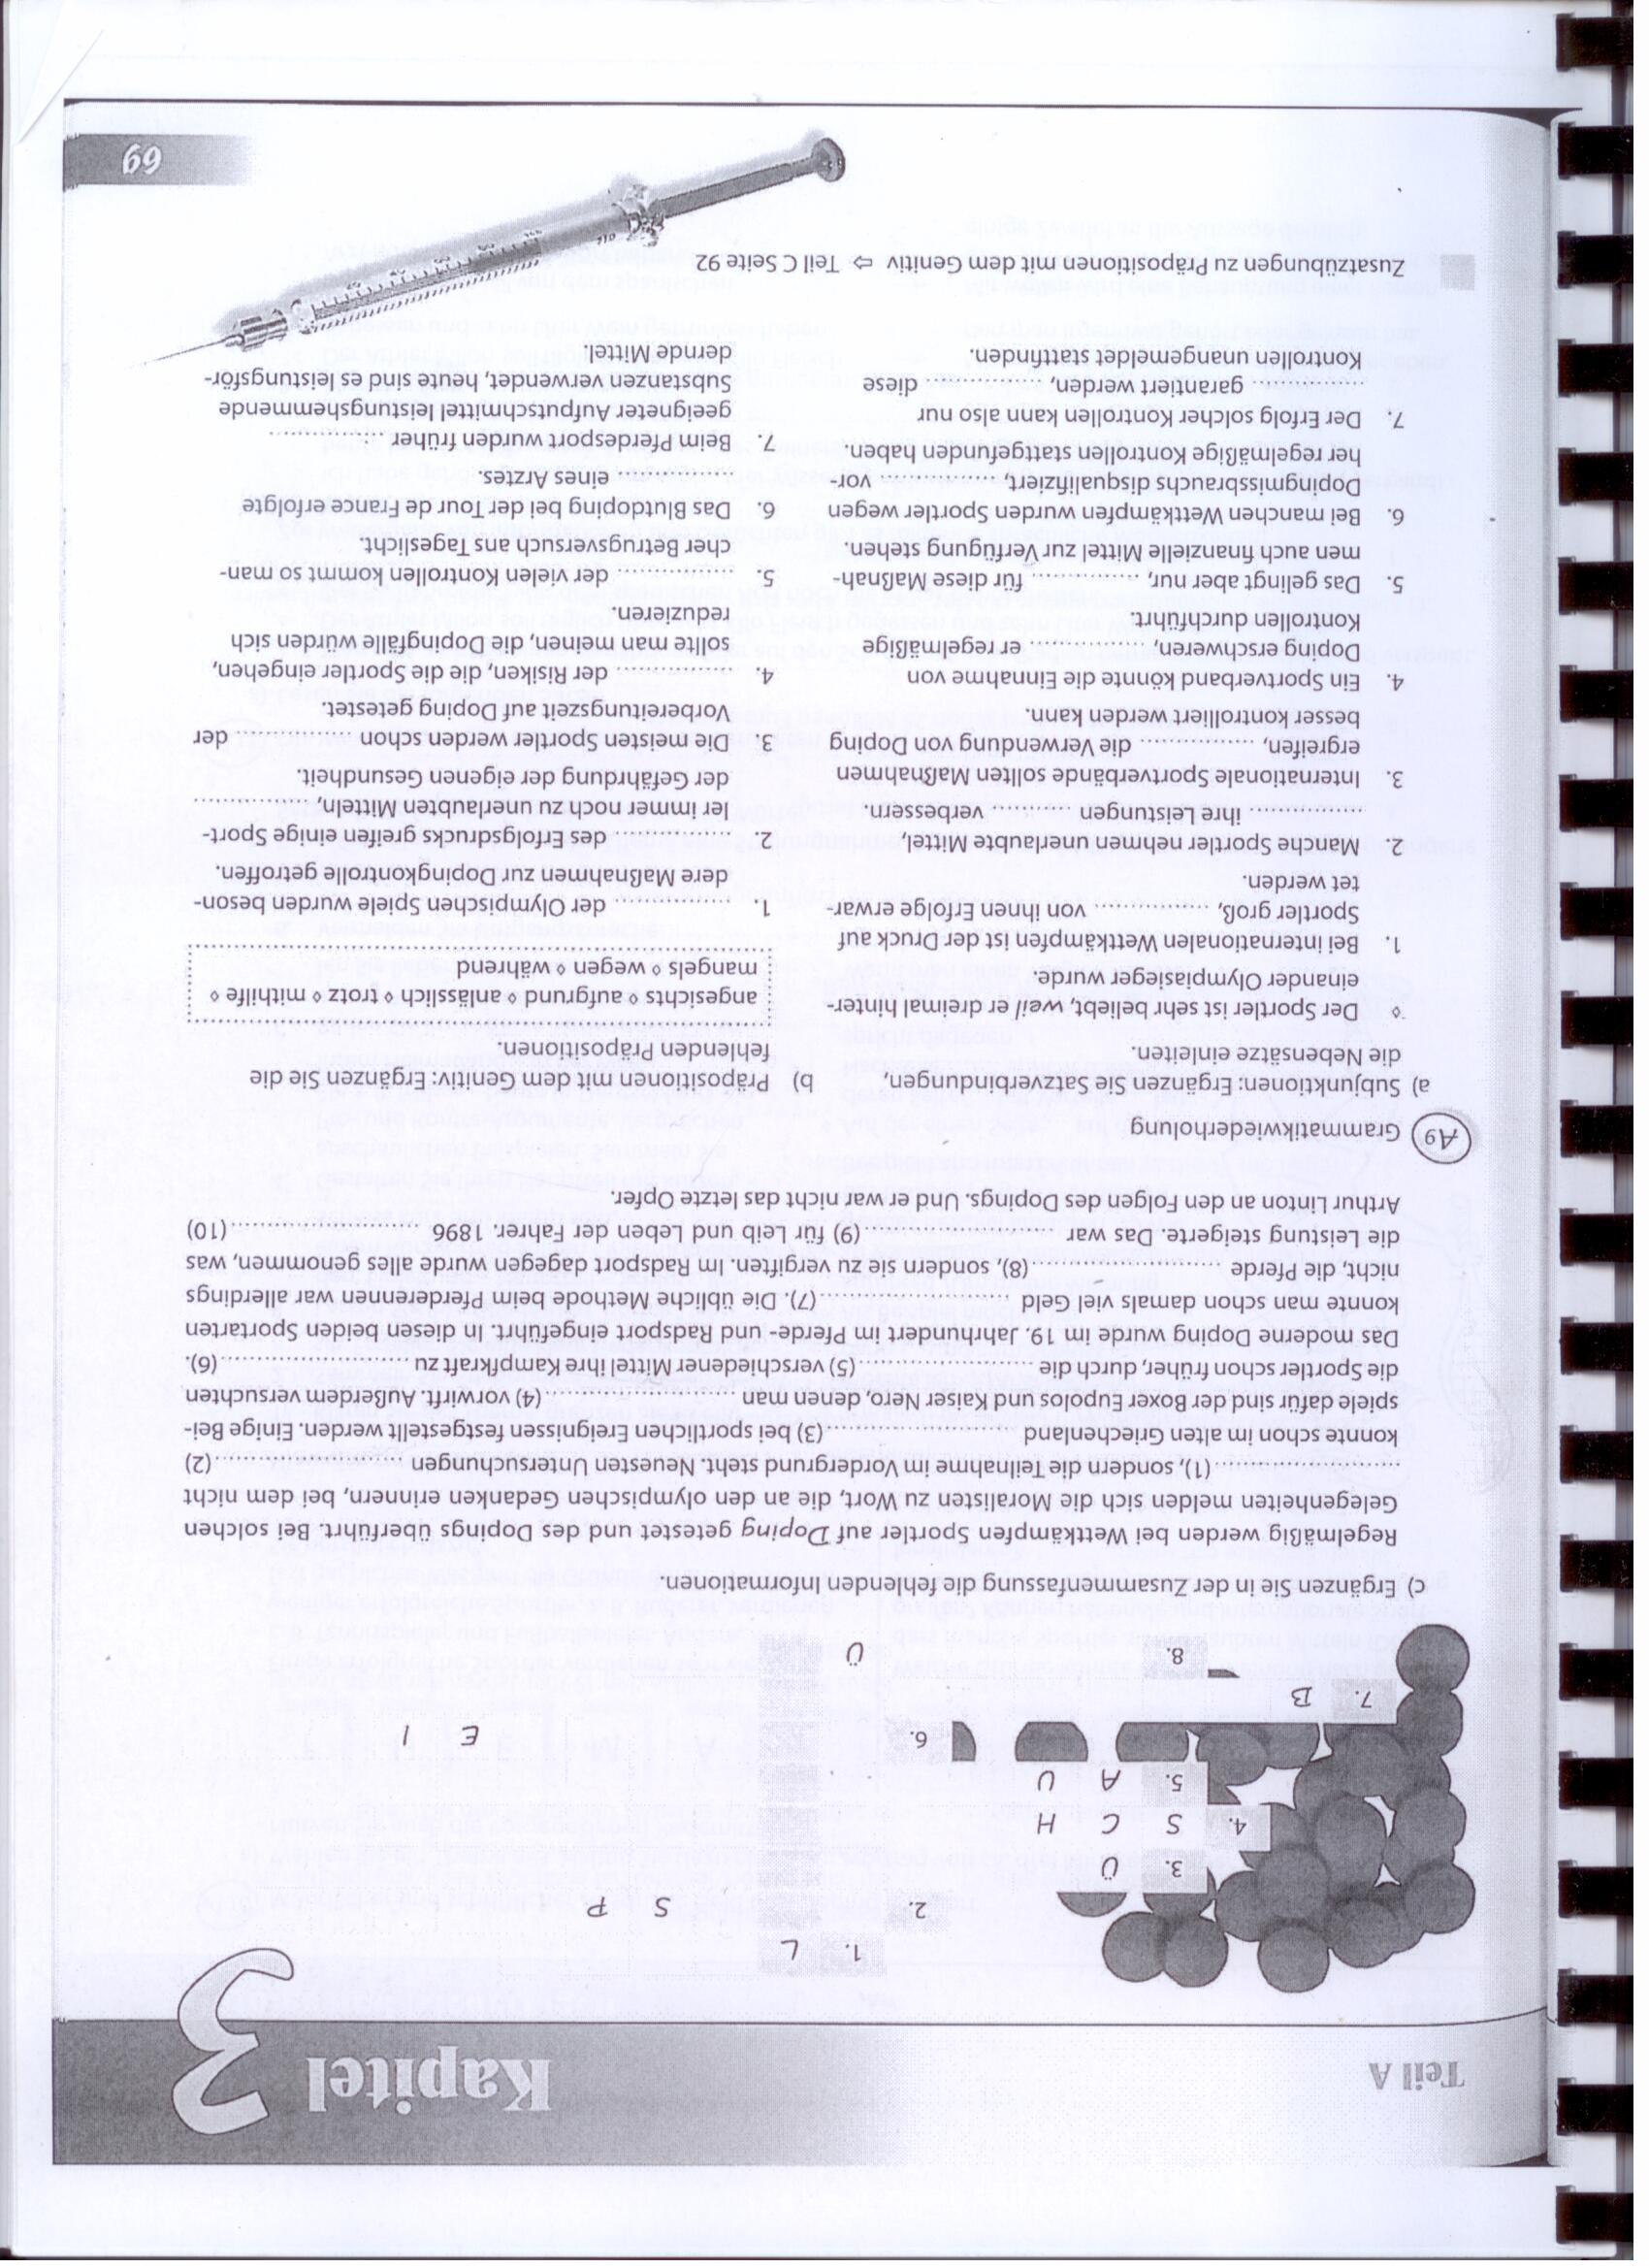 Teil A
Kapitel 3
1. L
2. S P
3. Ü
4. S C H
5. A U
6. E I
7. B
8. Ü
c) Ergänzen Sie in der Zusammenfassung die fehlenden Informationen.
Regelmäßig werden bei Wettkämpfen Sportler auf Doping getestet und des Dopings überführt. Bei solchen
Gelegenheiten melden sich die Moralisten zu Wort, die an den olympischen Gedanken erinnern, bei dem nicht
........................ (1), sondern die Teilnahme im Vordergrund steht. Neuesten Untersuchungen ........................ (2)
konnte schon im alten Griechenland ........................ (3) bei sportlichen Ereignissen festgestellt werden. Einige Bei-
spiele dafür sind der Boxer Eupolos und Kaiser Nero, denen man ........................ (4) vorwirft. Außerdem versuchten
die Sportler schon früher, durch die ........................ (5) verschiedener Mittel ihre Kampfkraft zu ........................ (6).
Das moderne Doping wurde im 19. Jahrhundert im Pferde- und Radsport eingeführt. In diesen beiden Sportarten
konnte man schon damals viel Geld ........................ (7). Die übliche Methode beim Pferderennen war allerdings
nicht, die Pferde ........................ (8), sondern sie zu vergiften. Im Radsport dagegen wurde alles genommen, was
die Leistung steigerte. Das war ........................ (9) für Leib und Leben der Fahrer. 1896 ........................ (10)
Arthur Linton an den Folgen des Dopings. Und er war nicht das letzte Opfer.
A9 Grammatikwiederholung
a) Subjunktionen: Ergänzen Sie Satzverbindungen,
die Nebensätze einleiten.
◊ Der Sportler ist sehr beliebt, weil er dreimal hinter-
einander Olympiasieger wurde.
1. Bei internationalen Wettkämpfen ist der Druck auf
Sportler groß, ............... von ihnen Erfolge erwar-
tet werden.
2. Manche Sportler nehmen unerlaubte Mittel,
............... ihre Leistungen .......... verbessern.
3. Internationale Sportverbände sollten Maßnahmen
ergreifen, ............... die Verwendung von Doping
besser kontrolliert werden kann.
4. Ein Sportverband könnte die Einnahme von
Doping erschweren, ............... er regelmäßige
Kontrollen durchführt.
5. Das gelingt aber nur, .............. für diese Maßnah-
men auch finanzielle Mittel zur Verfügung stehen.
6. Bei manchen Wettkämpfen wurden Sportler wegen
Dopingmissbrauchs disqualifiziert, ............... vor-
her regelmäßige Kontrollen stattgefunden haben.
7. Der Erfolg solcher Kontrollen kann also nur
............... garantiert werden, ............... diese
Kontrollen unangemeldet stattfinden.
b) Präpositionen mit dem Genitiv: Ergänzen Sie die
fehlenden Präpositionen.
angesichts ◊ aufgrund ◊ anlässlich ◊ trotz ◊ mithilfe ◊
mangels ◊ wegen ◊ während
1. ............... der Olympischen Spiele wurden beson-
dere Maßnahmen zur Dopingkontrolle getroffen.
2. ............... des Erfolgsdrucks greifen einige Sport-
ler immer noch zu unerlaubten Mitteln, ...............
der Gefährdung der eigenen Gesundheit.
3. Die meisten Sportler werden schon ............... der
Vorbereitungszeit auf Doping getestet.
4. ............... der Risiken, die die Sportler eingehen,
sollte man meinen, die Dopingfälle würden sich
reduzieren.
5. ............... der vielen Kontrollen kommt so man-
cher Betrugsversuch ans Tageslicht.
6. Das Blutdoping bei der Tour de France erfolgte
............... eines Arztes.
7. Beim Pferdesport wurden früher ...............
geeigneter Aufputschmittel leistungshemmende
Substanzen verwendet, heute sind es leistungsför-
dernde Mittel.
Zusatzübungen zu Präpositionen mit dem Genitiv ⇨ Teil C Seite 92
69